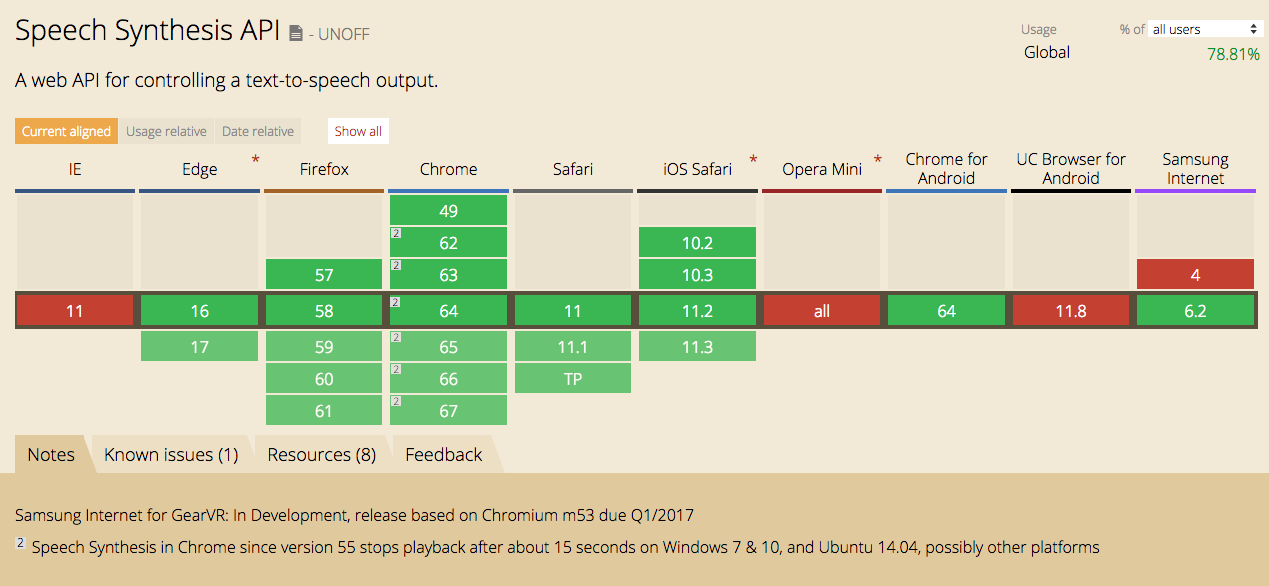 Speech Synthesis API - UNOFF
Usage % of all users
Global 78.81%
A web API for controlling a text-to-speech output.
Current aligned Usage relative Date relative Show all
IE Edge * Firefox Chrome Safari iOS Safari * Opera Mini * Chrome for Android UC Browser for Android Samsung Internet
49
2 62 10.2
57 2 63 10.3 4
11 16 58 2 64 11 11.2 all 64 11.8 6.2
17 59 2 65 11.1 11.3
60 2 66 TP
61 2 67
Notes Known issues (1) Resources (8) Feedback
Samsung Internet for GearVR: In Development, release based on Chromium m53 due Q1/2017
2 Speech Synthesis in Chrome since version 55 stops playback after about 15 seconds on Windows 7 & 10, and Ubuntu 14.04, possibly other platforms